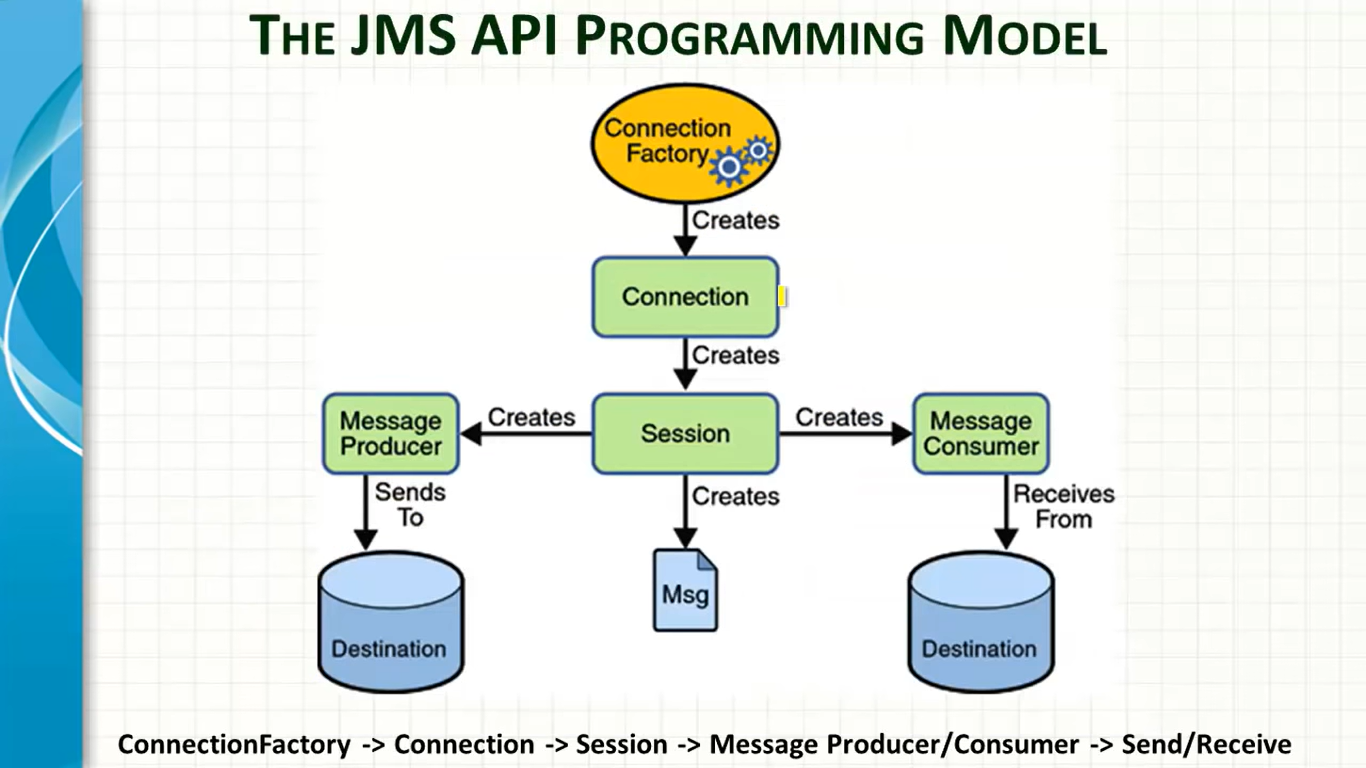 THE JMS API PROGRAMMING MODEL
Connection
Factory
Creates
Connection
Creates
Message
Producer
Creates
Session
Creates
Message
Consumer
Sends
To
Creates
Receives
From
Destination
Msg
Destination
ConnectionFactory -> Connection -> Session -> Message Producer/Consumer -> Send/Receive